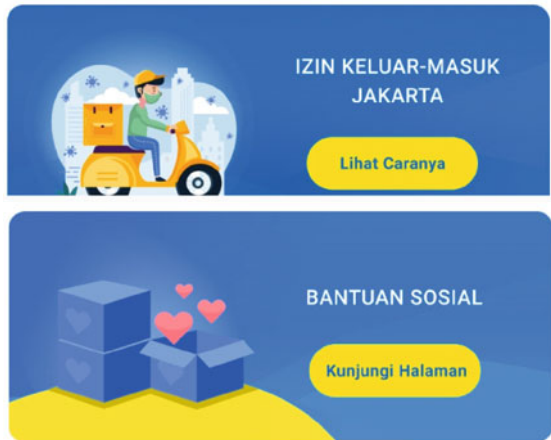 IZIN KELUAR-MASUK
JAKARTA
Lihat Caranya
BANTUAN SOSIAL
Kunjungi Halaman